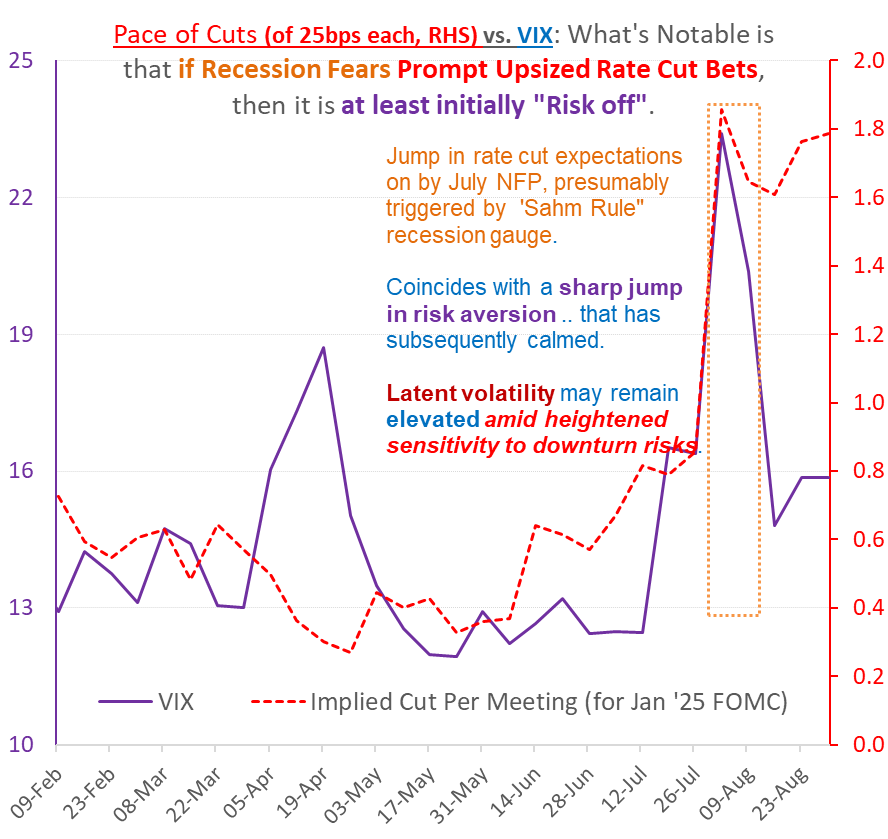 Pace of Cuts (of 25bps each, RHS) vs. VIX: What's Notable is
that if Recession Fears Prompt Upsized Rate Cut Bets,
then it is at least initially "Risk off".
25
22
19
16
13
10
2.0
1.8
1.6
1.4
1.2
1.0
0.8
0.6
0.4
0.2
0.0
Jump in rate cut expectations
on by July NFP, presumably
triggered by 'Sahm Rule"
recession gauge.
Coincides with a sharp jump
in risk aversion .. that has
subsequently calmed.
Latent volatility may remain
elevated amid heightened
sensitivity to downturn risks.
VIX
Implied Cut Per Meeting (for Jan '25 FOMC)
09-Feb
23-Feb
08-Mar
22-Mar
05-Apr
19-Apr
03-May
17-May
31-May
14-Jun
28-Jun
12-Jul
26-Jul
09-Aug
23-Aug